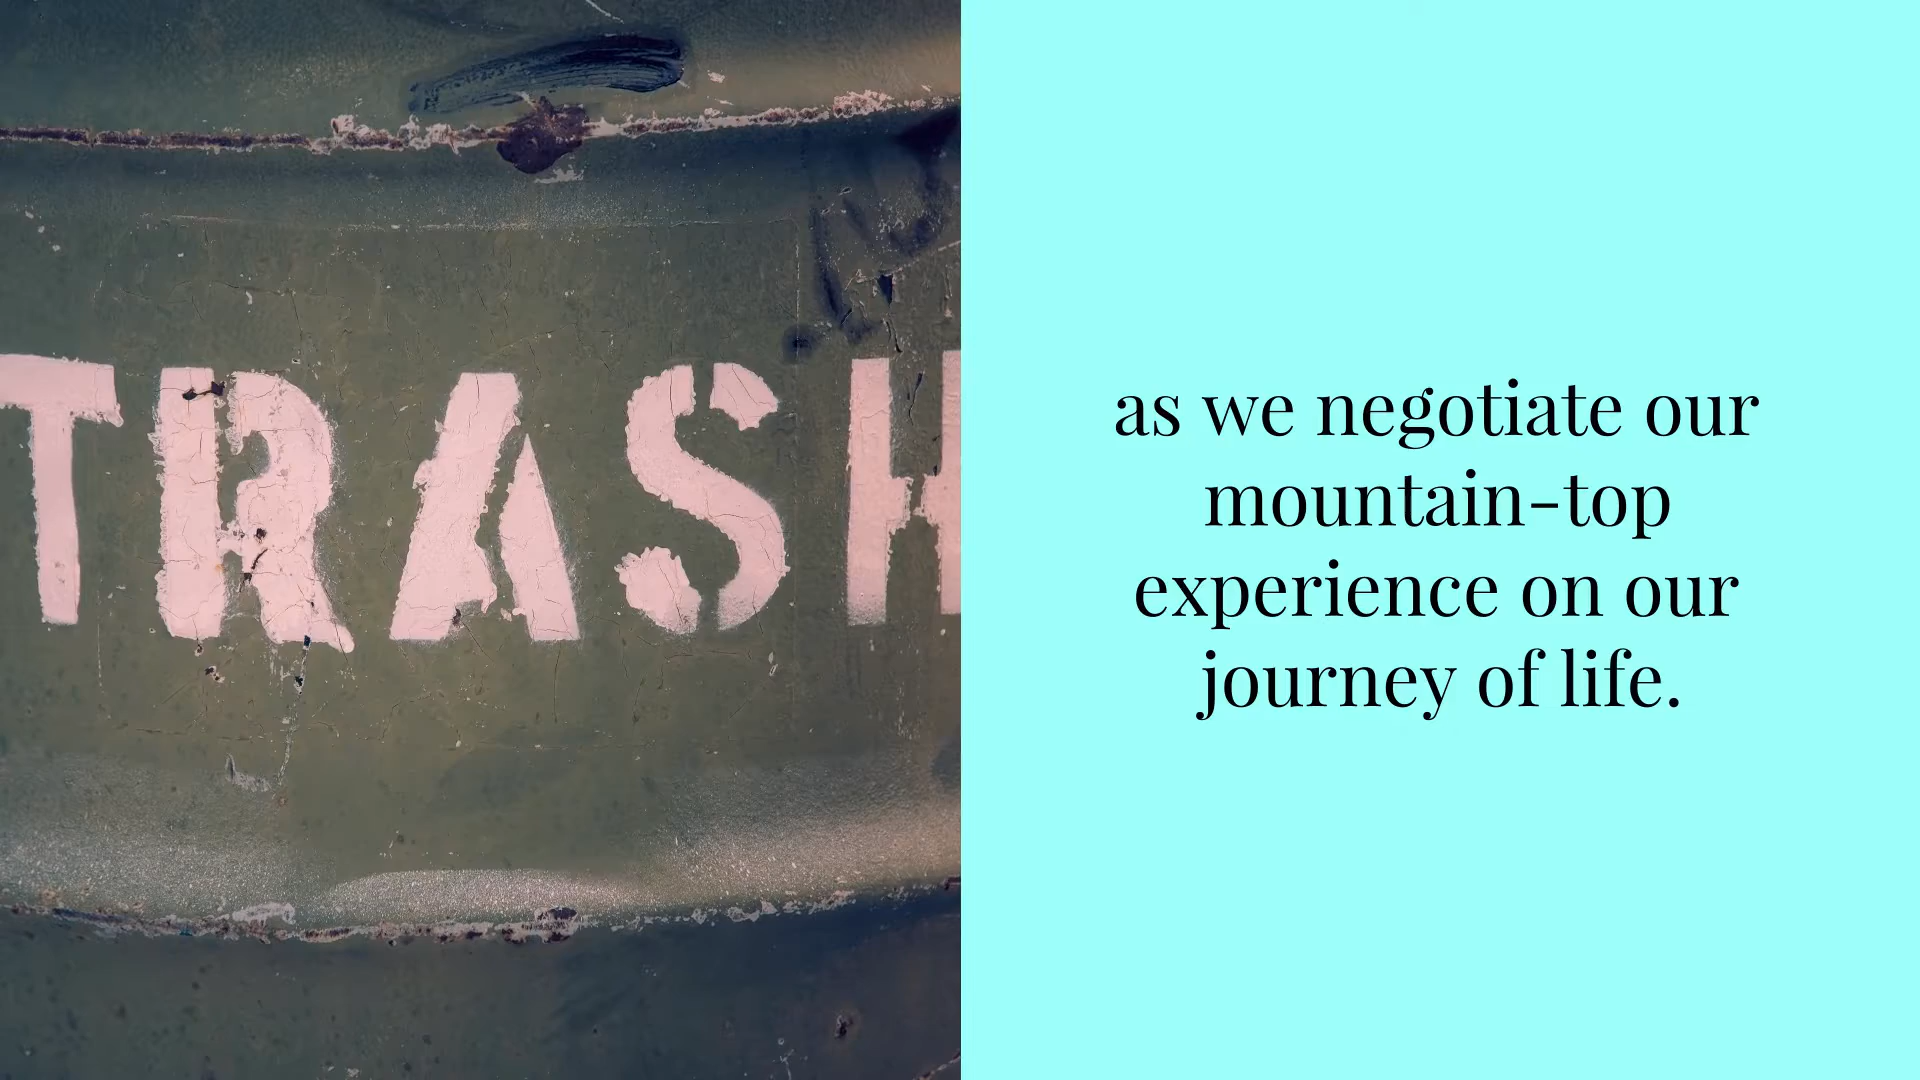 TRASH
as we negotiate our
mountain-top
experience on our
journey of life.